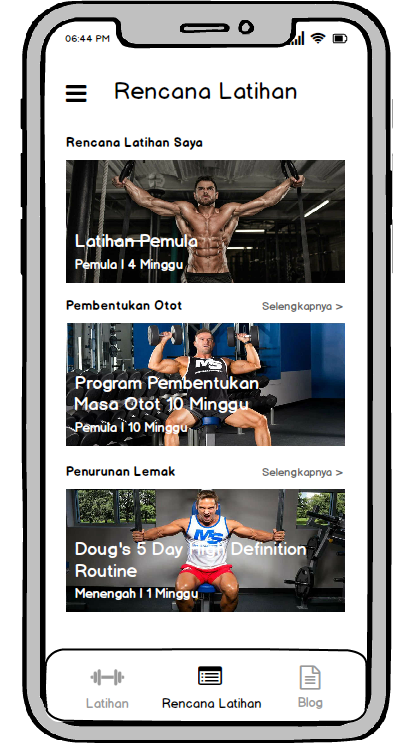 06:44 PM
Rencana Latihan
Rencana Latihan Saya
Latihan Pemula
Pemula | 4 Minggu
Pembentukan Otot
Selengkapnya >
Program Pembentukan
Masa Otot 10 Minggu
Pemula | 10 Minggu
Penurunan Lemak
Selengkapnya >
Doug's 5 Day High Definition
Routine
Menengah | 1 Minggu
Latihan
Rencana Latihan
Blog